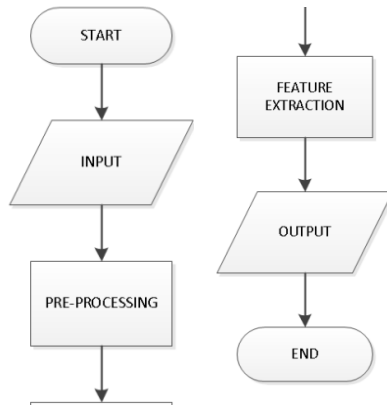 START
INPUT
PRE-PROCESSING
FEATURE
EXTRACTION
OUTPUT
END